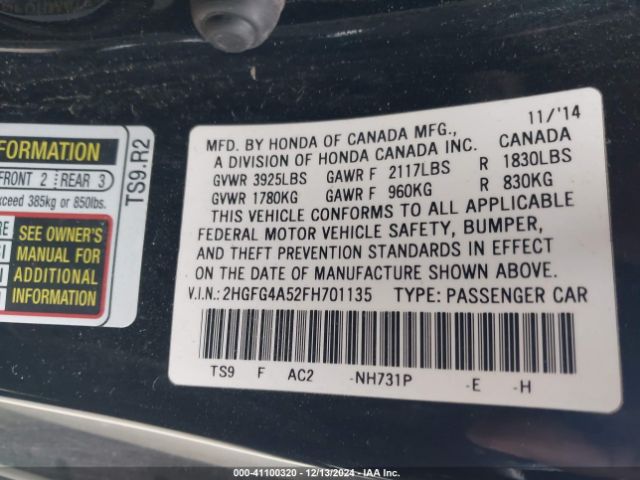 FORMATION
FRONT 2 REAR 3
exceed 385kg or 850lbs.
SEE OWNER'S
MANUAL FOR
ADDITIONAL
INFORMATION
TS9.R2
11/'14
MFD. BY HONDA OF CANADA MFG.,
A DIVISION OF HONDA CANADA INC. CANADA
GVWR 3925LBS GAWR F 2117LBS R 1830LBS
GVWR 1780KG GAWR F 960KG R 830KG
THIS VEHICLE CONFORMS TO ALL APPLICABLE
FEDERAL MOTOR VEHICLE SAFETY, BUMPER,
AND THEFT PREVENTION STANDARDS IN EFFECT
ON THE DATE OF MANUFACTURE SHOWN ABOVE.
V.I.N.: 2HGFG4A52FH701135 TYPE: PASSENGER CAR
TS9 F AC2 -NH731P -E -H
000-41100320 - 12/13/2024 - IAA Inc.